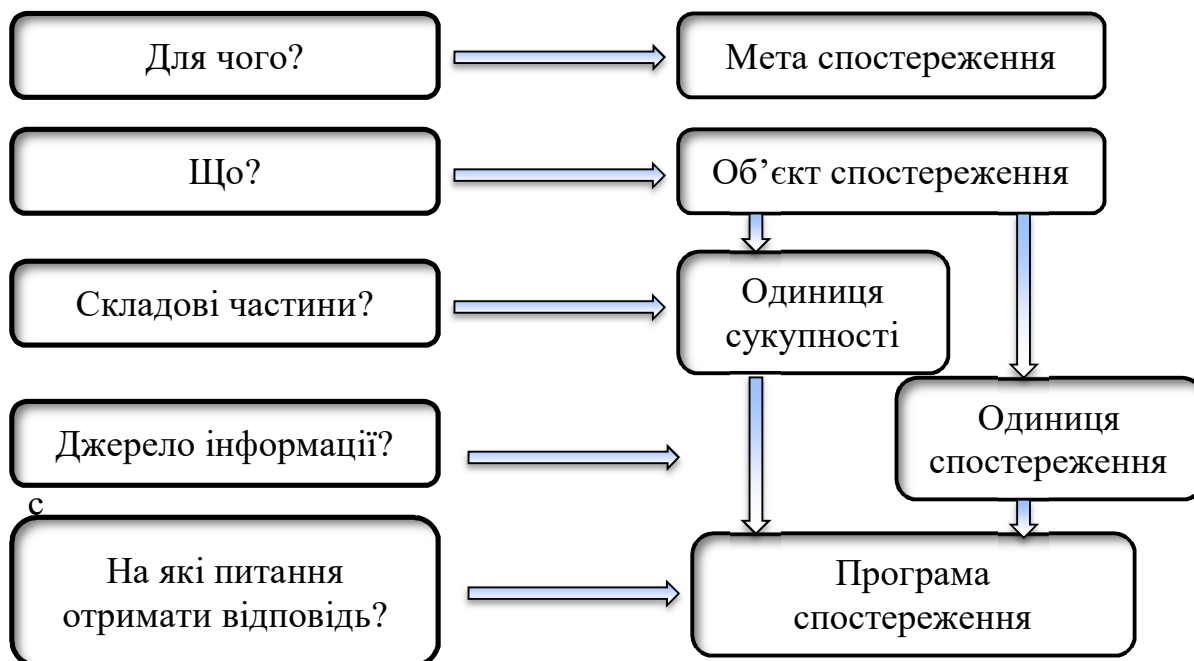 Для чого?
Мета спостереження
Що?
Об’єкт спостереження
Складові частини?
Одиниця
сукупності
Джерело інформації?
Одиниця
спостереження
с
На які питання
отримати відповідь?
Програма
спостереження